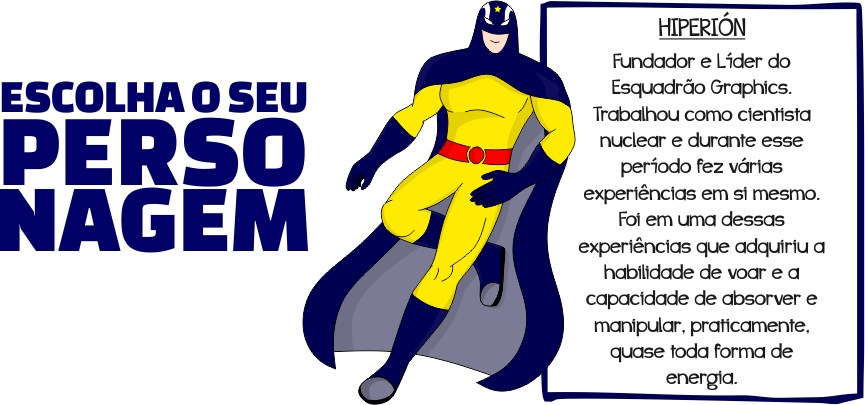 ESCOLHA O SEU
PERSO
NAGEM
HIPERIÓN
Fundador e Líder do
Esquadrão Graphics.
Trabalhou como cientista
nuclear e durante esse
período fez várias
experiências em si mesmo.
Foi em uma dessas
experiências que adquiriu a
habilidade de voar e a
capacidade de absorver e
manipular, praticamente,
quase toda forma de
energia.